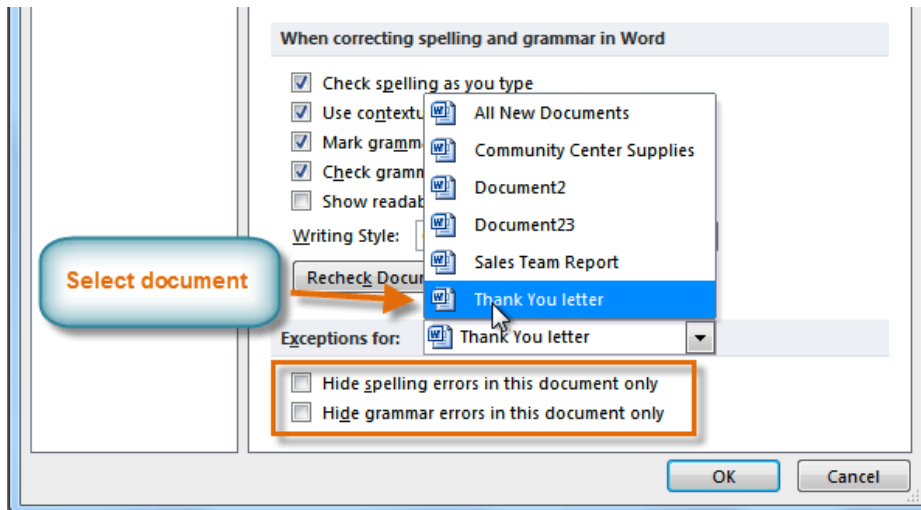 When correcting spelling and grammar in Word
Check spelling as you type
Use contextu
All New Documents
Mark gramm
Community Center Supplies
Check gramm
Document2
Show readab
Document23
Writing Style:
Sales Team Report
Select document
Recheck Docum
Thank You letter
Exceptions for:
Thank You letter
Hide spelling errors in this document only
Hide grammar errors in this document only
OK
Cancel